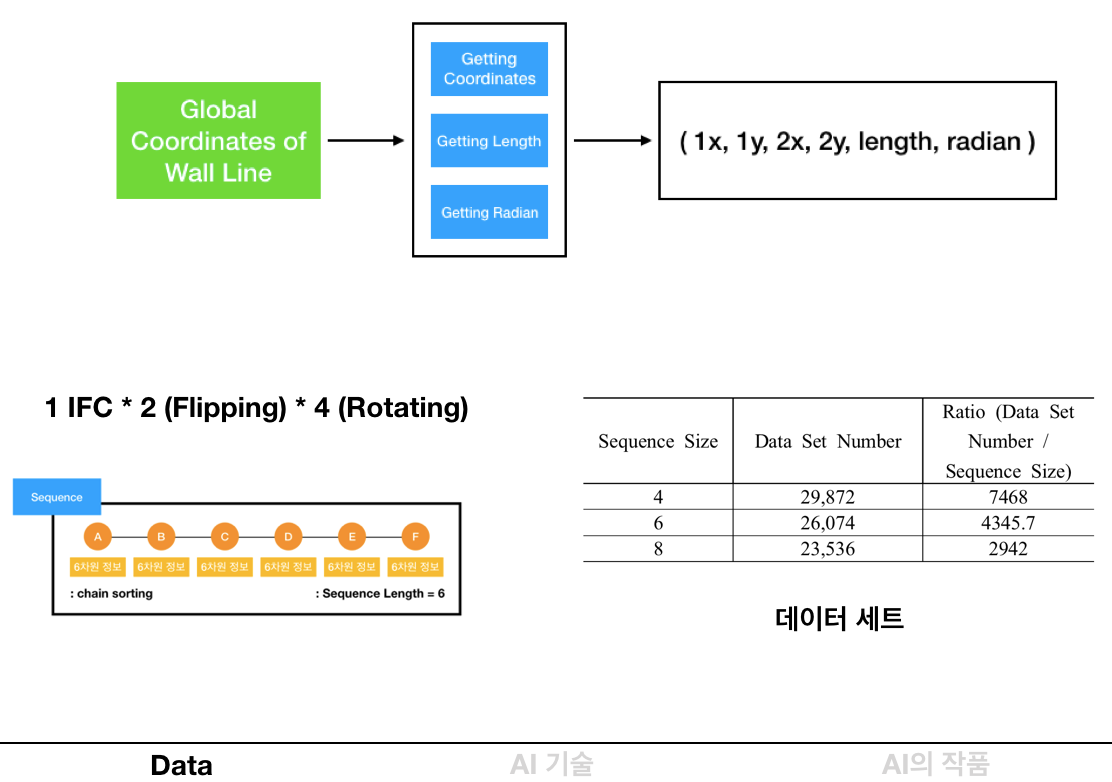 Global
Coordinates of
Wall Line
Getting
Coordinates
Getting Length
Getting Radian
( 1x, 1y, 2x, 2y, length, radian )
1 IFC * 2 (Flipping) * 4 (Rotating)
Sequence
A B C D E F
6차원 정보 6차원 정보 6차원 정보 6차원 정보 6차원 정보 6차원 정보
: chain sorting : Sequence Length = 6
Sequence Size Data Set Number Ratio (Data Set
Number /
Sequence Size)
4 29,872 7468
6 26,074 4345.7
8 23,536 2942
데이터 세트
Data AI 기술 AI의 작품